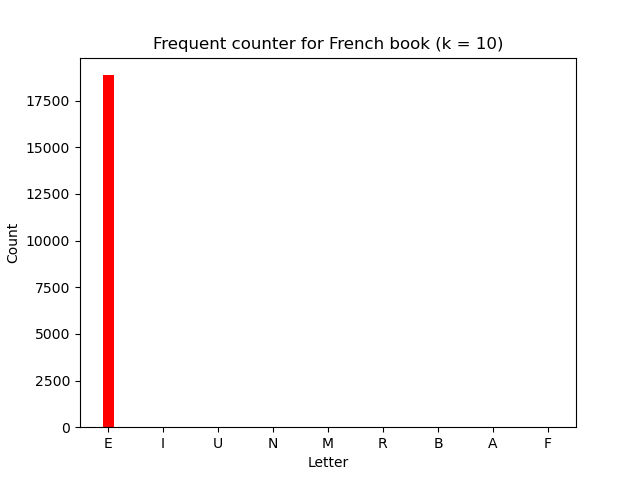 Frequent counter for French book (k = 10)
17500
15000
12500
10000
7500
5000
2500
0
Count
E I U N M R B A F
Letter